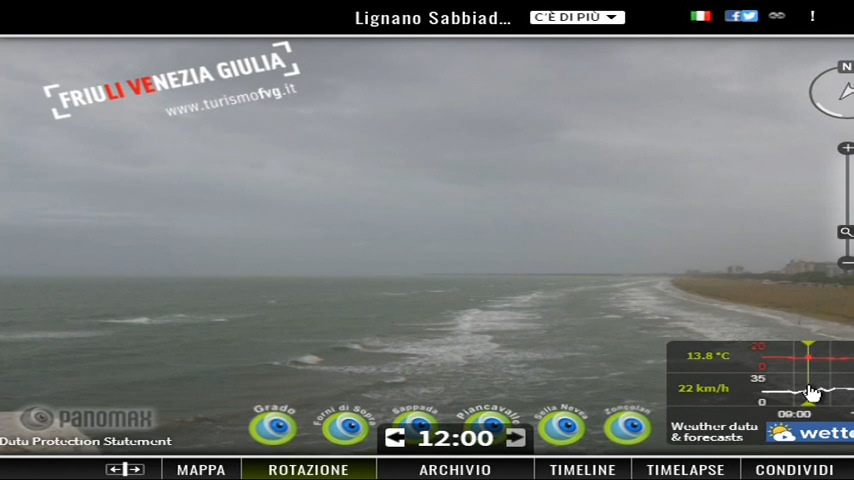 Lignano Sabbiad... C'È DI PIÙ !
FRIULI VENEZIA GIULIA
www.turismofvg.it
N
13.8 °C 20
0
22 km/h 35
0
09:00
Weather data
& forecasts
wette
Grado Forni di Sopra Sappada Piancavallo Sella Nevea Zoncolan
PANOMAX
Data Protection Statement
12:00
MAPPA ROTAZIONE ARCHIVIO TIMELINE TIMELAPSE CONDIVIDI